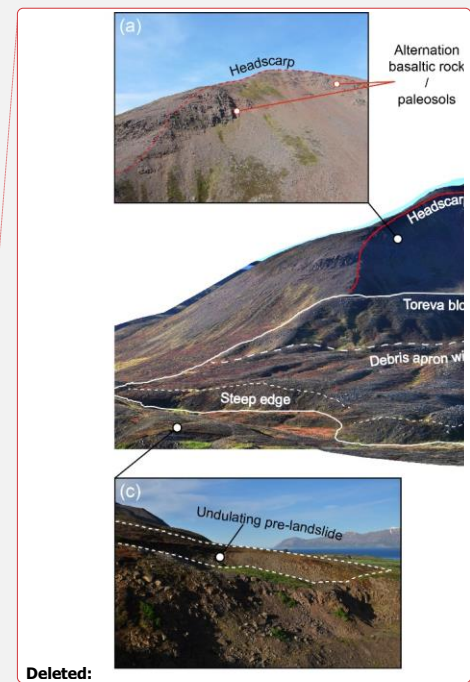 (a)
Headscarp
Alternation
basaltic rock
/
paleosols
Headscarp
Toreva blo
Debris apron wi
Steep edge
(c)
Undulating pre-landslide
Deleted: